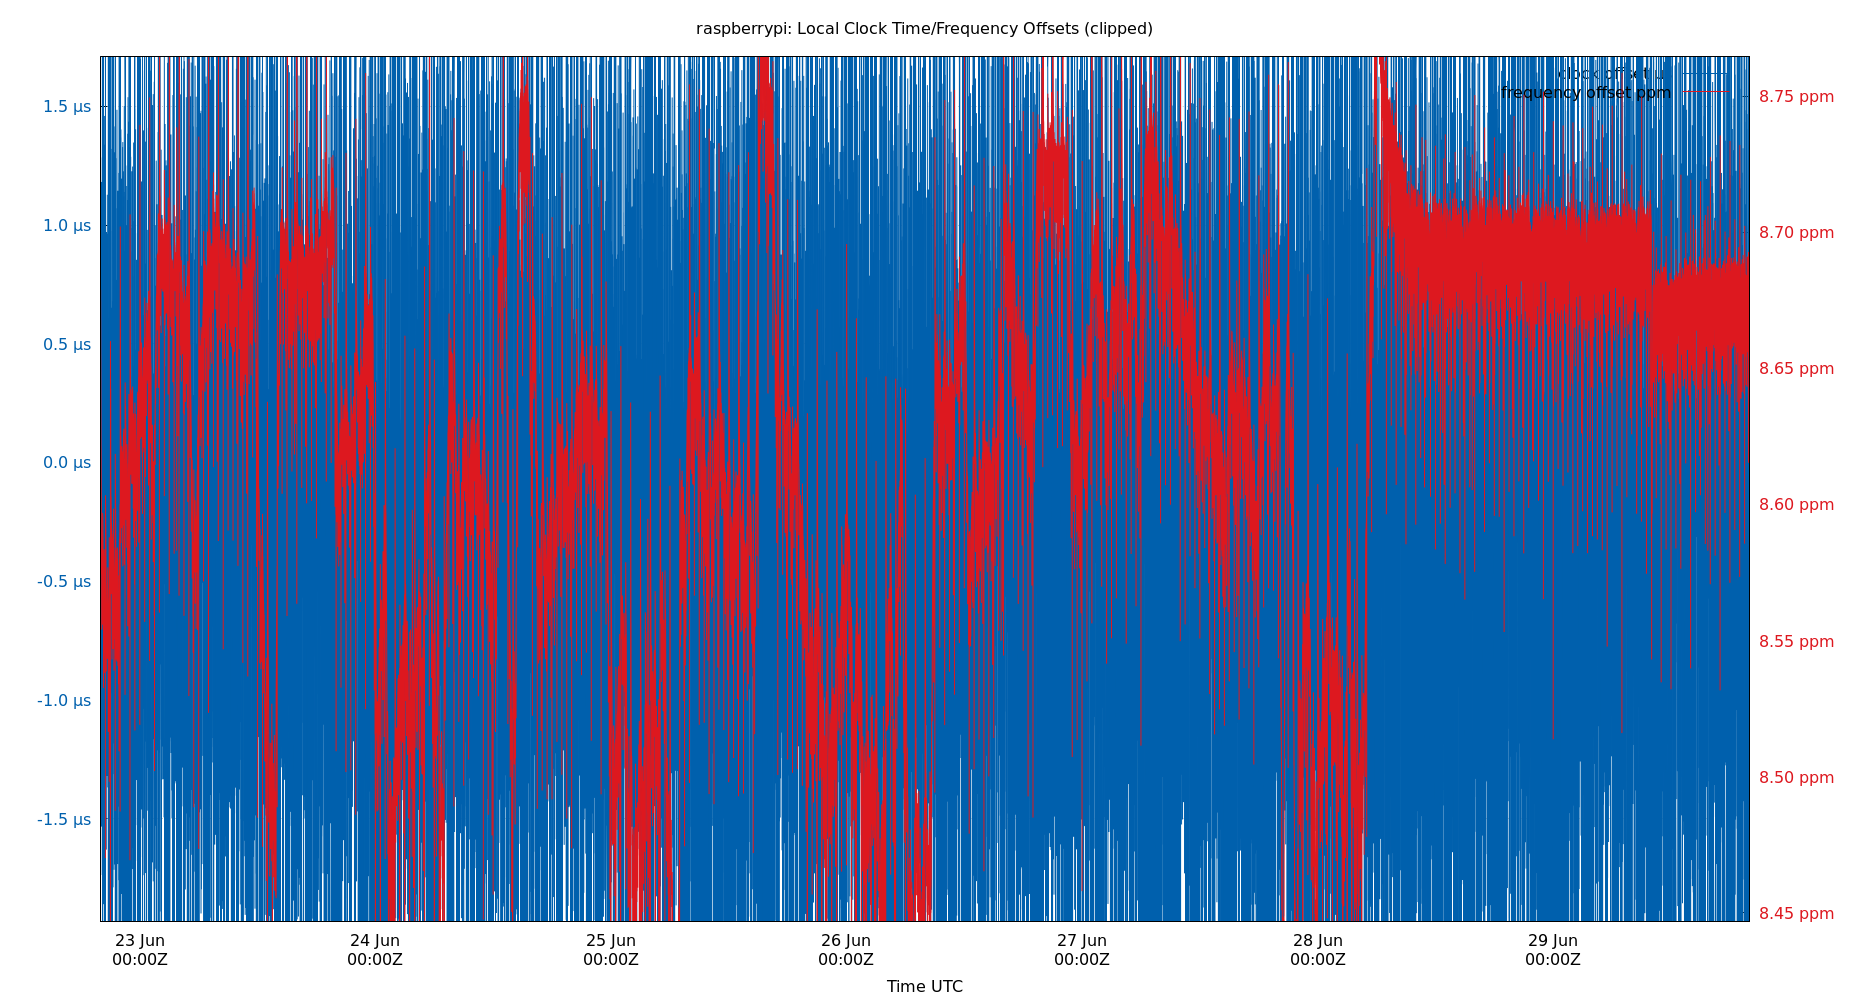 raspberrypi: Local Clock Time/Frequency Offsets (clipped)
clock offset
frequency offset ppm
1.5 µs
1.0 µs
0.5 µs
0.0 µs
-0.5 µs
-1.0 µs
-1.5 µs
8.75 ppm
8.70 ppm
8.65 ppm
8.60 ppm
8.55 ppm
8.50 ppm
8.45 ppm
23 Jun
00:00Z
24 Jun
00:00Z
25 Jun
00:00Z
26 Jun
00:00Z
27 Jun
00:00Z
28 Jun
00:00Z
29 Jun
00:00Z
Time UTC